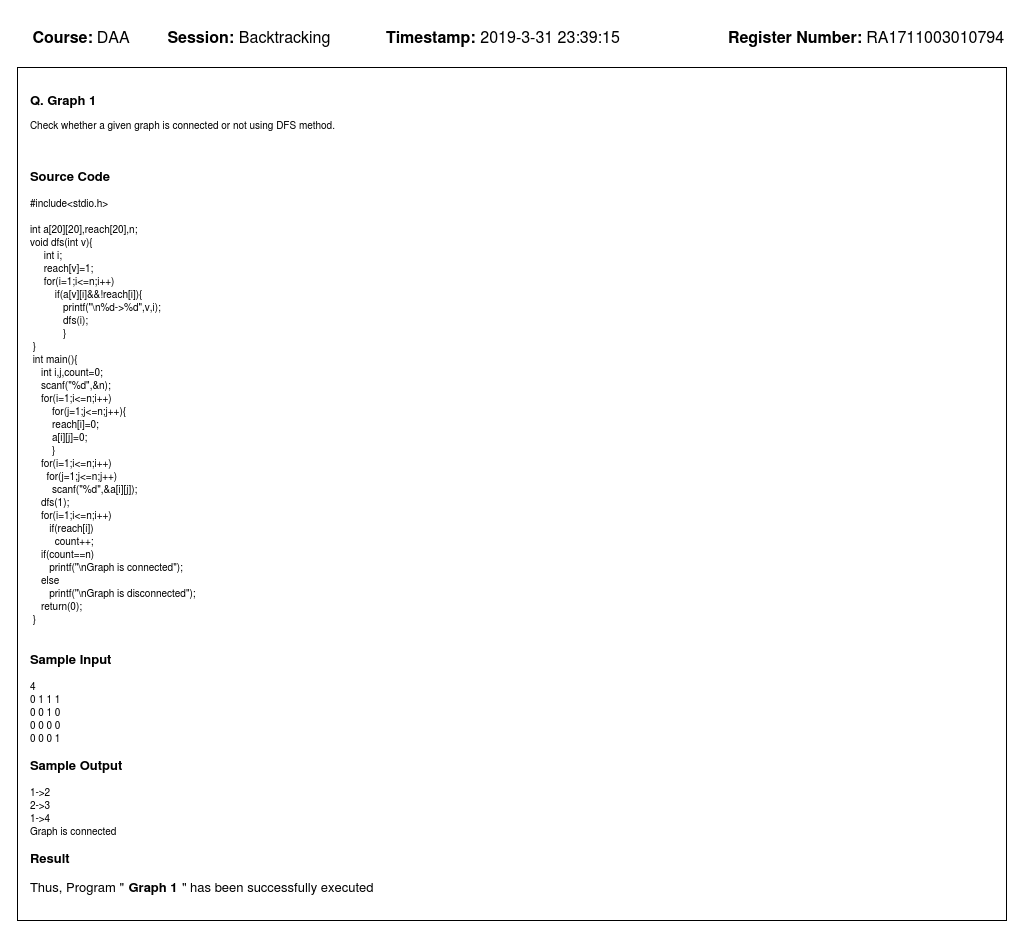 Course: DAA Session: Backtracking Timestamp: 2019-3-31 23:39:15 Register Number: RA1711003010794
Q. Graph 1
Check whether a given graph is connected or not using DFS method.
Source Code
#include<stdio.h>
int a[20][20],reach[20],n;
void dfs(int v){
int i;
reach[v]=1;
for(i=1;i<=n;i++)
if(a[v][i]&&!reach[i]){
printf("\n%d->%d",v,i);
dfs(i);
}
}
int main(){
int i,j,count=0;
scanf("%d",&n);
for(i=1;i<=n;i++)
for(j=1;j<=n;j++){
reach[i]=0;
a[i][j]=0;
}
for(i=1;i<=n;i++)
for(j=1;j<=n;j++)
scanf("%d",&a[i][j]);
dfs(1);
for(i=1;i<=n;i++)
if(reach[i])
count++;
if(count==n)
printf("\nGraph is connected");
else
printf("\nGraph is disconnected");
return(0);
}
Sample Input
4
0 1 1 1
0 0 1 0
0 0 0 0
0 0 0 1
Sample Output
1->2
2->3
1->4
Graph is connected
Result
Thus, Program " Graph 1 " has been successfully executed